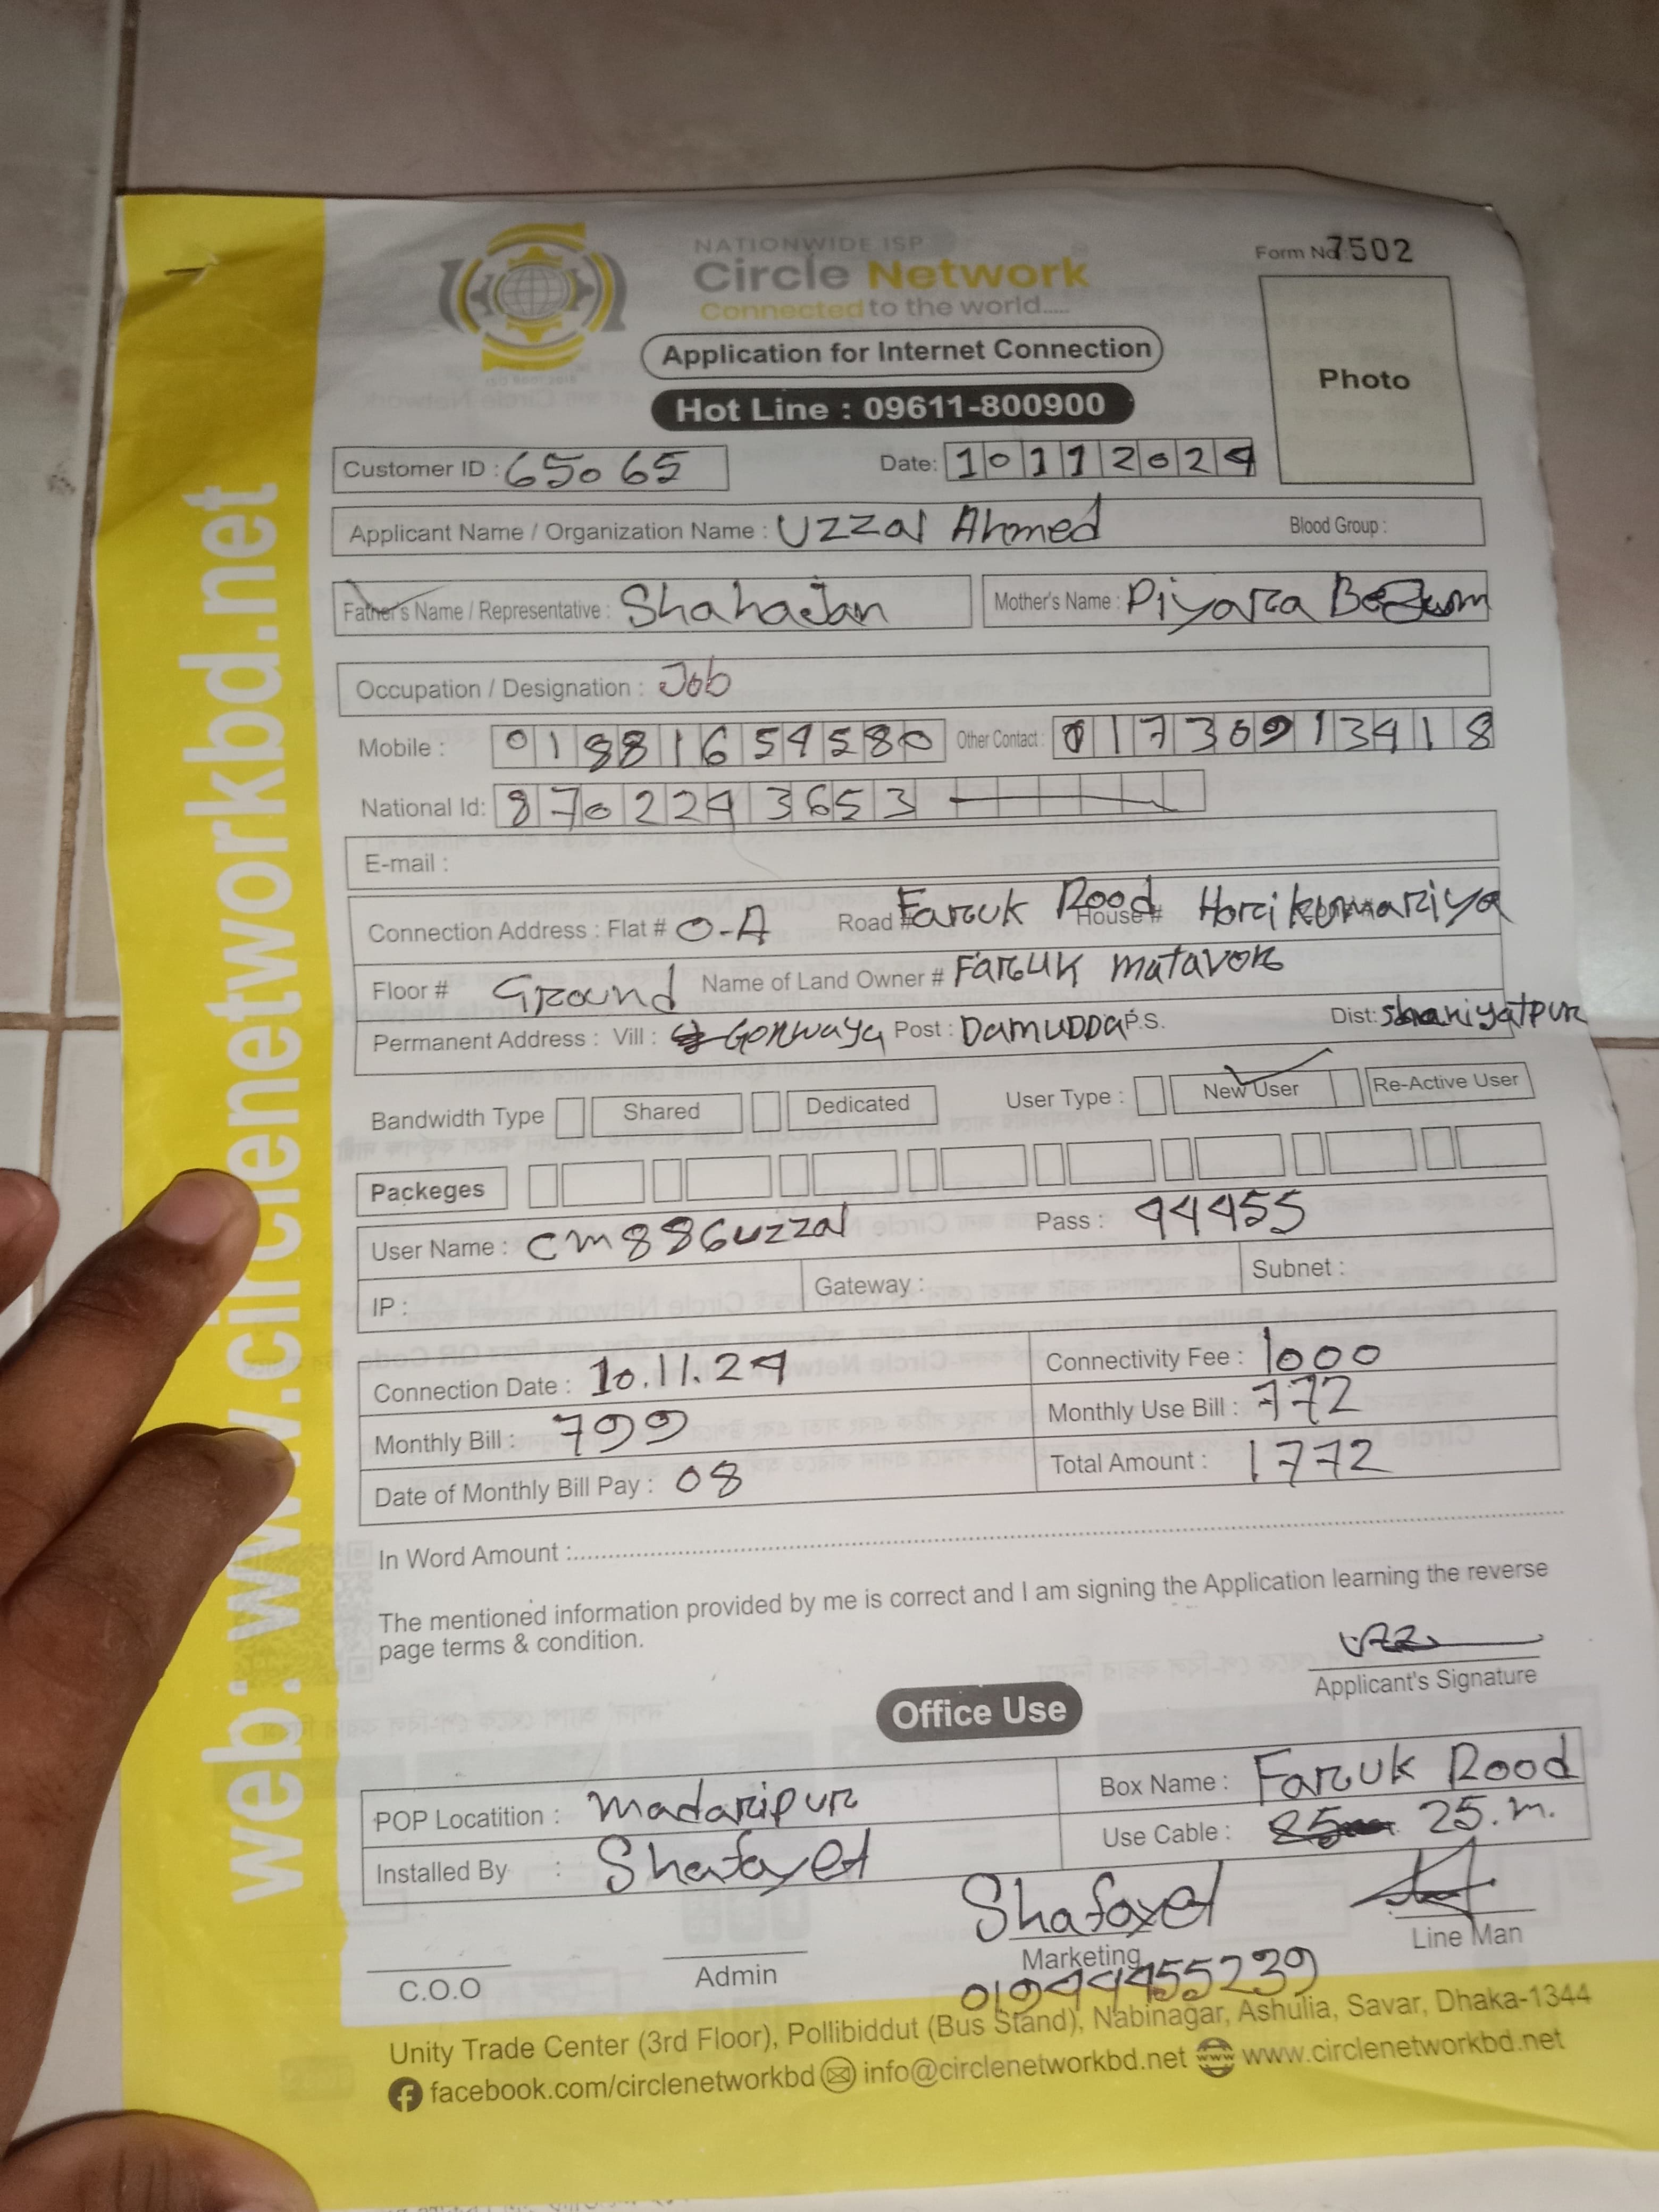 NATIONWIDE ISP
Circle Network
Connected to the world.....
Form No 7502
Application for Internet Connection
Photo
Hot Line : 09611-800900
Customer ID : 65065 Date: 10112024
Applicant Name / Organization Name : Uzzal Ahmed Blood Group :
Father's Name / Representative : Shahajan Mother's Name : Piyara Begum
Occupation / Designation : Job
Mobile : 01881654580 Other Contact : 01730913418
National Id: 8702243653
E-mail :
Connection Address : Flat # 0-A Road # Faruk Rood House # Horikumariya
Floor # Ground Name of Land Owner # Faruk matavor
Permanent Address : Vill : Gonwaya Post : Damudda P.S. Dist: shariyatpur
Bandwidth Type Shared Dedicated User Type : New User Re-Active User
Packeges
User Name : cm886uzzal Pass : 44455
IP : Gateway : Subnet :
Connection Date : 10.11.24 Connectivity Fee : 1000
Monthly Bill : 799 Monthly Use Bill : 772
Date of Monthly Bill Pay : 08 Total Amount : 1772
In Word Amount :
The mentioned information provided by me is correct and I am signing the Application learning the reverse
page terms & condition.
Applicant's Signature
Office Use
POP Locatition : madaripur Box Name : Faruk Rood
Installed By : Shafayet Use Cable : 25.m.
Shafayet
C.O.O Admin Marketing Line Man
01944455239
Unity Trade Center (3rd Floor), Pollibiddut (Bus Stand), Nabinagar, Ashulia, Savar, Dhaka-1344
facebook.com/circlenetworkbd info@circlenetworkbd.net www.circlenetworkbd.net
web: www.circlenetworkbd.net